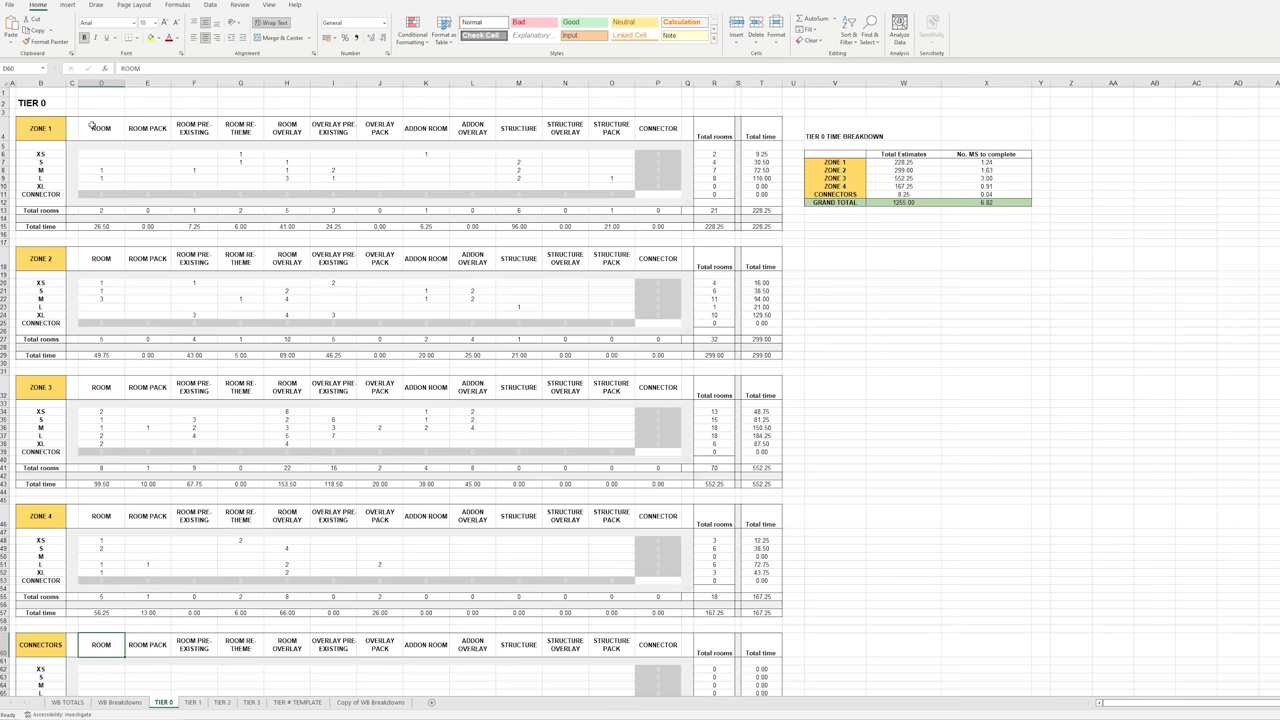 File Home Insert Draw Page Layout Formulas Data Review View Help
Cut
Copy
Format Painter
Paste
Arial 10
Wrap Text
Merge & Center
General
Conditional Formatting Format as Table
Normal Bad Good Neutral Calculation
Check Cell Explanatory... Input Linked Cell Note
Insert Delete Format
AutoSum
Fill
Clear
Sort & Filter Find & Select
Analyze Data
Sensitivity
Clipboard Font Alignment Number Styles Cells Editing Analysis Sensitivity
D60 ROOM
A B C D E F G H I J K L M N O P Q R S T U V W X Y Z AA AB AC AD AE
TIER 0
ZONE 1 ROOM ROOM PACK ROOM PRE-EXISTING ROOM RE-THEME ROOM OVERLAY OVERLAY PRE-EXISTING OVERLAY PACK ADDON ROOM ADDON OVERLAY STRUCTURE STRUCTURE OVERLAY STRUCTURE PACK CONNECTOR Total rooms Total time
XS 1 1 2 9.25
S 1 1 2 4 30.50
M 1 1 1 2 2 7 72.50
L 1 3 1 2 1 8 116.00
XL 0 0.00
CONNECTOR 0 0.00
Total rooms 2 0 1 2 5 3 0 1 0 6 0 1 0 21 228.25
Total time 26.50 0.00 7.25 6.00 41.00 24.25 0.00 6.25 0.00 96.00 0.00 21.00 0.00 228.25 228.25
ZONE 2 ROOM ROOM PACK ROOM PRE-EXISTING ROOM RE-THEME ROOM OVERLAY OVERLAY PRE-EXISTING OVERLAY PACK ADDON ROOM ADDON OVERLAY STRUCTURE STRUCTURE OVERLAY STRUCTURE PACK CONNECTOR Total rooms Total time
XS 1 1 2 4 16.00
S 1 2 1 2 6 38.50
M 3 1 4 1 2 11 94.00
L 1 1 21.00
XL 3 4 3 10 129.50
CONNECTOR 0 0.00
Total rooms 5 0 4 1 10 5 0 2 4 1 0 0 0 32 299.00
Total time 49.75 0.00 43.00 5.00 89.00 46.25 0.00 20.00 25.00 21.00 0.00 0.00 0.00 299.00 299.00
ZONE 3 ROOM ROOM PACK ROOM PRE-EXISTING ROOM RE-THEME ROOM OVERLAY OVERLAY PRE-EXISTING OVERLAY PACK ADDON ROOM ADDON OVERLAY STRUCTURE STRUCTURE OVERLAY STRUCTURE PACK CONNECTOR Total rooms Total time
XS 2 8 1 2 13 48.75
S 1 3 2 6 1 2 15 81.25
M 1 1 2 3 3 2 2 4 18 150.50
L 2 4 5 7 18 184.25
XL 2 4 6 87.50
CONNECTOR 0 0.00
Total rooms 8 1 9 0 22 16 2 4 8 0 0 0 0 70 552.25
Total time 99.50 10.00 67.75 0.00 153.50 118.50 20.00 38.00 45.00 0.00 0.00 0.00 0.00 552.25 552.25
ZONE 4 ROOM ROOM PACK ROOM PRE-EXISTING ROOM RE-THEME ROOM OVERLAY OVERLAY PRE-EXISTING OVERLAY PACK ADDON ROOM ADDON OVERLAY STRUCTURE STRUCTURE OVERLAY STRUCTURE PACK CONNECTOR Total rooms Total time
XS 1 2 3 12.25
S 2 4 6 38.50
M 0 0.00
L 1 1 2 2 6 72.75
XL 1 2 3 43.75
CONNECTOR 0 0.00
Total rooms 5 1 0 2 8 0 2 0 0 0 0 0 0 18 167.25
Total time 56.25 13.00 0.00 6.00 66.00 0.00 26.00 0.00 0.00 0.00 0.00 0.00 0.00 167.25 167.25
CONNECTORS ROOM ROOM PACK ROOM PRE-EXISTING ROOM RE-THEME ROOM OVERLAY OVERLAY PRE-EXISTING OVERLAY PACK ADDON ROOM ADDON OVERLAY STRUCTURE STRUCTURE OVERLAY STRUCTURE PACK CONNECTOR Total rooms Total time
XS 0 0.00
S 0 0.00
M 0 0.00
L 0 0.00
TIER 0 TIME BREAKDOWN
Total Estimates No. MS to complete
ZONE 1 228.25 1.24
ZONE 2 299.00 1.63
ZONE 3 552.25 3.00
ZONE 4 167.25 0.91
CONNECTORS 8.25 0.04
GRAND TOTAL 1255.00 6.82
WB TOTALS WB Breakdowns TIER 0 TIER 1 TIER 2 TIER 3 TIER # TEMPLATE Copy of WB Breakdowns
Ready Accessibility: Investigate